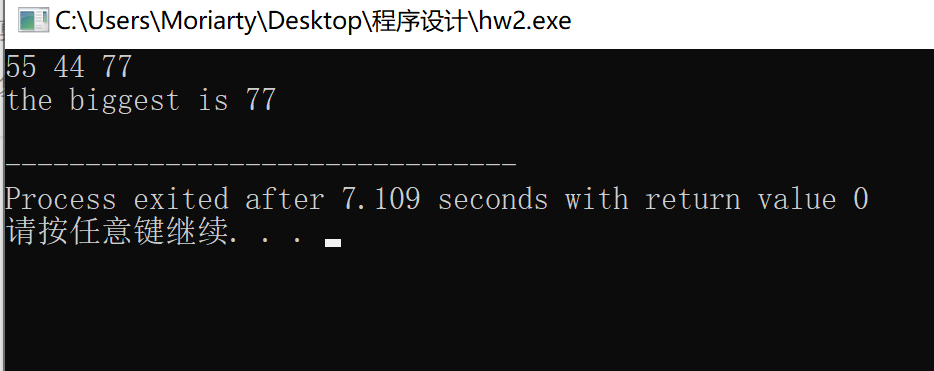 C:\Users\Moriarty\Desktop\程序设计\hw2.exe
55 44 77
the biggest is 77
--------------------------------
Process exited after 7.109 seconds with return value 0
请按任意键继续. . .